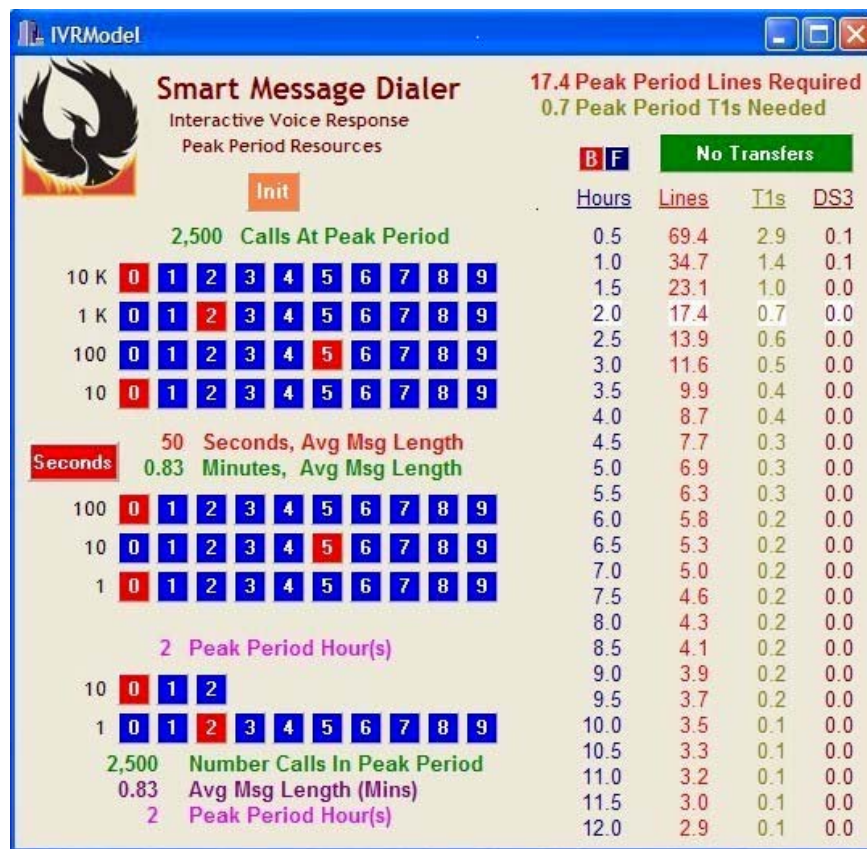 IVRModel
Smart Message Dialer
Interactive Voice Response
Peak Period Resources
Init
2,500 Calls At Peak Period
10 K 0 1 2 3 4 5 6 7 8 9
1 K 0 1 2 3 4 5 6 7 8 9
100 0 1 2 3 4 5 6 7 8 9
10 0 1 2 3 4 5 6 7 8 9
Seconds
50 Seconds, Avg Msg Length
0.83 Minutes, Avg Msg Length
100 0 1 2 3 4 5 6 7 8 9
10 0 1 2 3 4 5 6 7 8 9
1 0 1 2 3 4 5 6 7 8 9
2 Peak Period Hour(s)
10 0 1 2
1 0 1 2 3 4 5 6 7 8 9
2,500 Number Calls In Peak Period
0.83 Avg Msg Length (Mins)
2 Peak Period Hour(s)
17.4 Peak Period Lines Required
0.7 Peak Period T1s Needed
B F No Transfers
Hours Lines T1s DS3
0.5 69.4 2.9 0.1
1.0 34.7 1.4 0.1
1.5 23.1 1.0 0.0
2.0 17.4 0.7 0.0
2.5 13.9 0.6 0.0
3.0 11.6 0.5 0.0
3.5 9.9 0.4 0.0
4.0 8.7 0.4 0.0
4.5 7.7 0.3 0.0
5.0 6.9 0.3 0.0
5.5 6.3 0.3 0.0
6.0 5.8 0.2 0.0
6.5 5.3 0.2 0.0
7.0 5.0 0.2 0.0
7.5 4.6 0.2 0.0
8.0 4.3 0.2 0.0
8.5 4.1 0.2 0.0
9.0 3.9 0.2 0.0
9.5 3.7 0.2 0.0
10.0 3.5 0.1 0.0
10.5 3.3 0.1 0.0
11.0 3.2 0.1 0.0
11.5 3.0 0.1 0.0
12.0 2.9 0.1 0.0